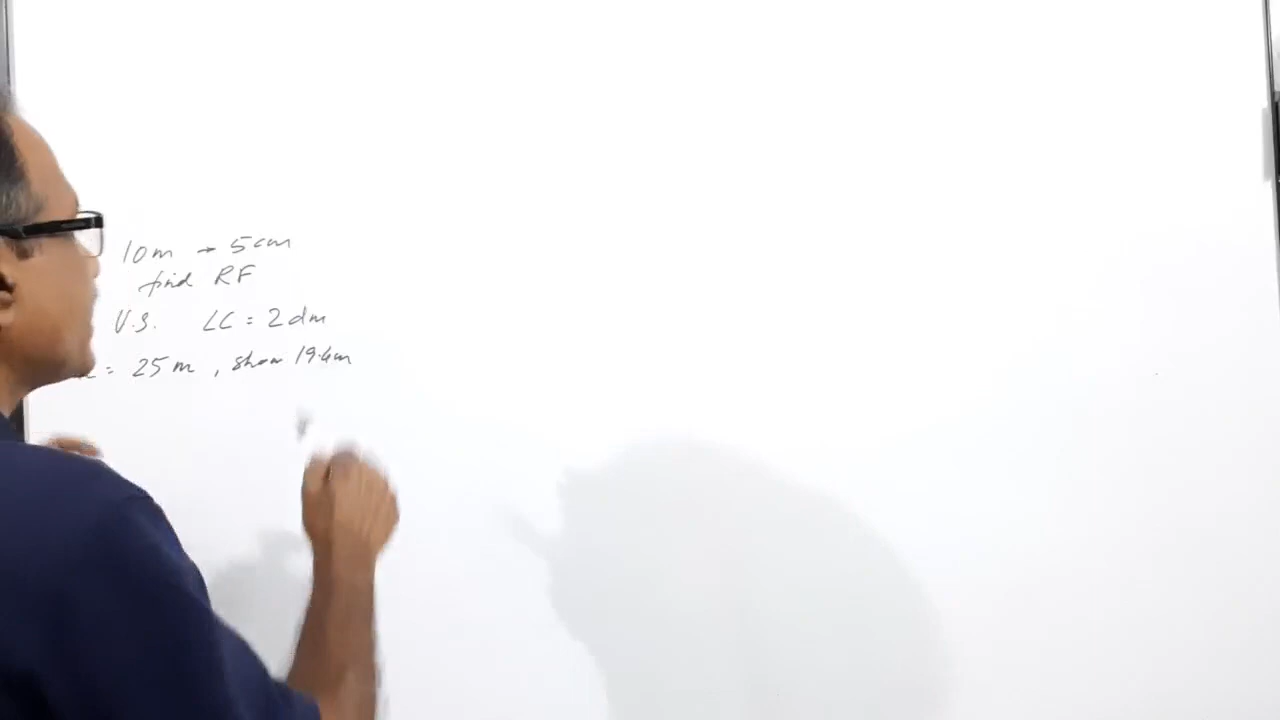 10m → 5cm
find RF
V.S. LC = 2dm
= 25m , show 19.4m